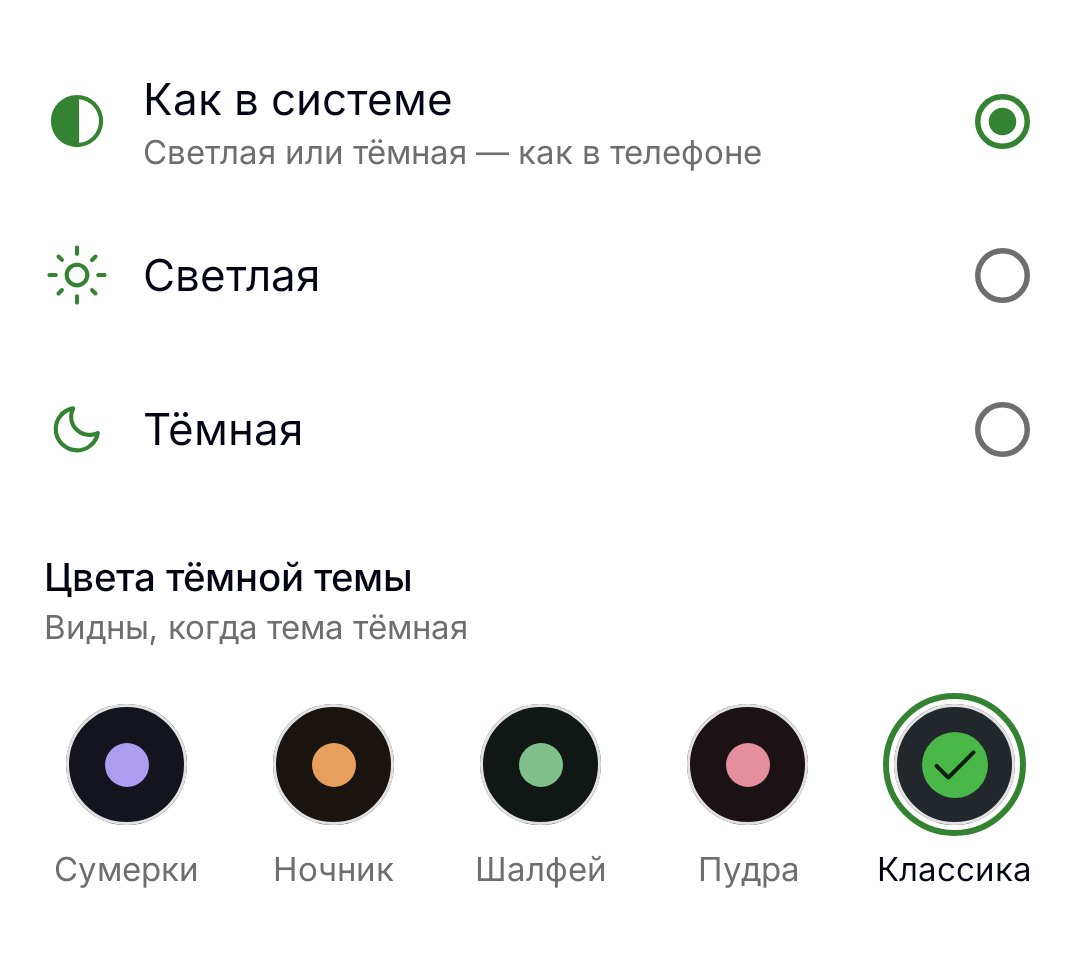 Как в системе
Светлая или тёмная — как в телефоне
Светлая
Тёмная
Цвета тёмной темы
Видны, когда тема тёмная
Сумерки Ночник Шалфей Пудра Классика